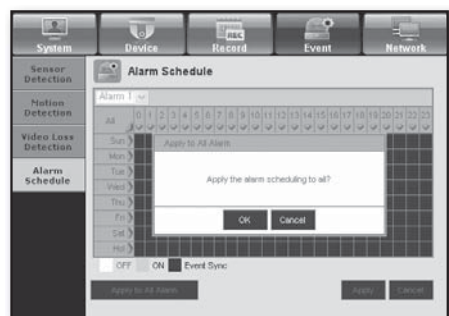 REC
System Device Record Event Network
Sensor
Detection
Motion
Detection
Video Loss
Detection
Alarm
Schedule
Alarm Schedule
Alarm 1
All 0 1 2 3 4 5 6 7 8 9 10 11 12 13 14 15 16 17 18 19 20 21 22 23
Sun
Mon
Tue
Wed
Thu
Fri
Sat
Hol
Apply to All Alarm
Apply the alarm scheduling to all?
OK Cancel
OFF ON Event Sync
Apply to All Alarm Apply Cancel